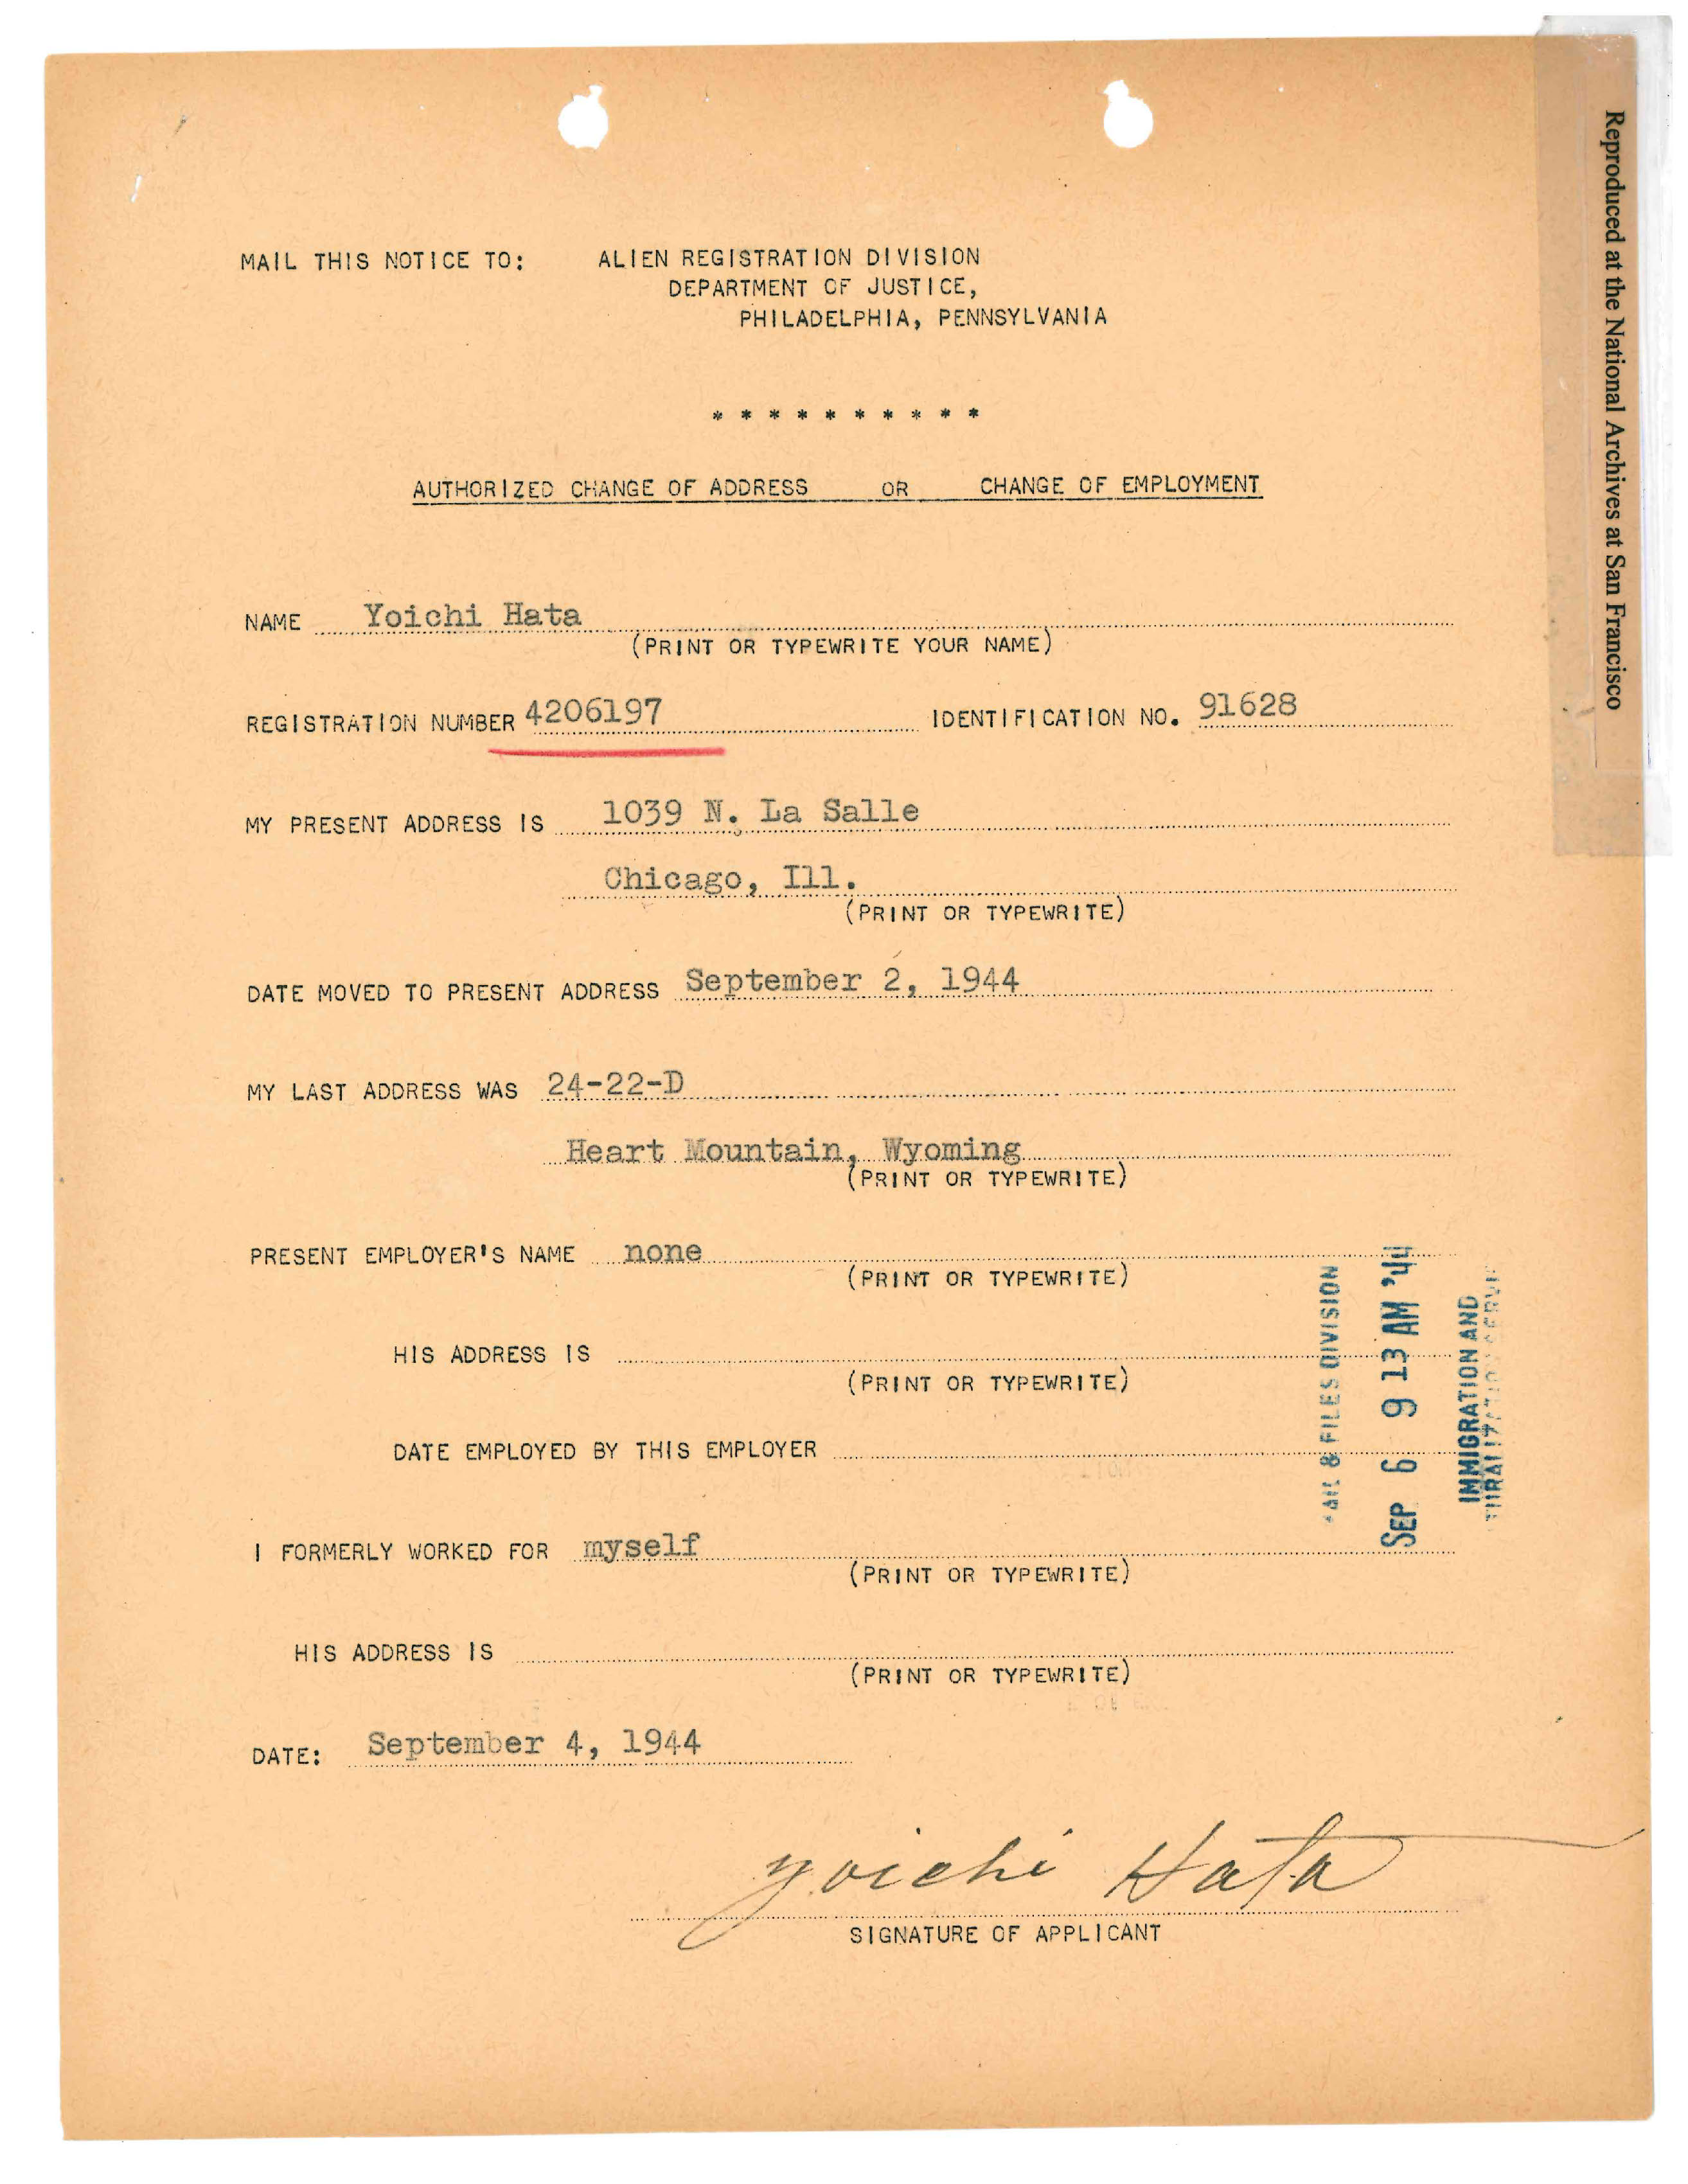 MAIL THIS NOTICE TO: ALIEN REGISTRATION DIVISION
DEPARTMENT OF JUSTICE,
PHILADELPHIA, PENNSYLVANIA
* * * * * * * * * *
AUTHORIZED CHANGE OF ADDRESS OR CHANGE OF EMPLOYMENT
NAME Yoichi Hata
(PRINT OR TYPEWRITE YOUR NAME)
REGISTRATION NUMBER 4206197 IDENTIFICATION NO. 91628
MY PRESENT ADDRESS IS 1039 N. La Salle
Chicago, Ill.
(PRINT OR TYPEWRITE)
DATE MOVED TO PRESENT ADDRESS September 2, 1944
MY LAST ADDRESS WAS 24-22-D
Heart Mountain, Wyoming
(PRINT OR TYPEWRITE)
PRESENT EMPLOYER'S NAME none
(PRINT OR TYPEWRITE)
HIS ADDRESS IS
(PRINT OR TYPEWRITE)
DATE EMPLOYED BY THIS EMPLOYER
I FORMERLY WORKED FOR myself
(PRINT OR TYPEWRITE)
HIS ADDRESS IS
(PRINT OR TYPEWRITE)
DATE: September 4, 1944
Yoichi Hata
SIGNATURE OF APPLICANT
& FILES DIVISION
SEP 6 9 13 AM '44
IMMIGRATION AND
Reproduced at the National Archives at San Francisco